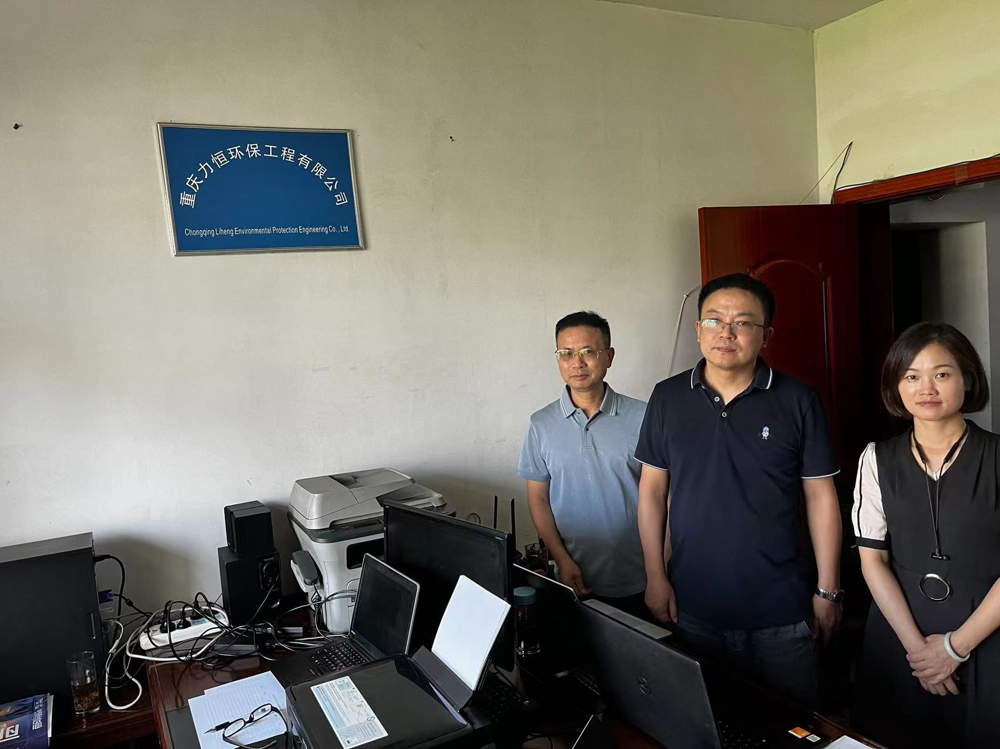 重庆力恒环保工程有限公司
Chongqing Liheng Environmental Protection Engineering Co., Ltd.
DELL